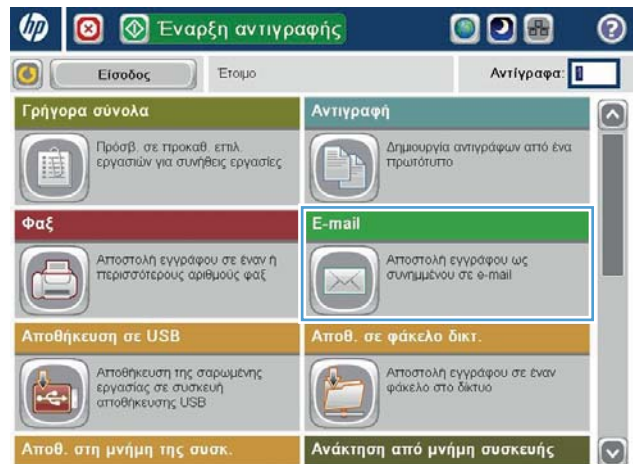 hp Έναρξη αντιγραφής ?
Είσοδος Έτοιμο Αντίγραφα: 1
Γρήγορα σύνολα
Πρόσβ. σε προκαθ. επιλ.
εργασιών για συνήθεις εργασίες
Αντιγραφή
Δημιουργία αντιγράφων από ένα
πρωτότυπο
Φαξ
Αποστολή εγγράφου σε έναν ή
περισσότερους αριθμούς φαξ
E-mail
Αποστολή εγγράφου ως
συνημμένου σε e-mail
Αποθήκευση σε USB
Αποθήκευση της σαρωμένης
εργασίας σε συσκευή
αποθήκευσης USB
Αποθ. σε φάκελο δικτ.
Αποστολή εγγράφου σε έναν
φάκελο στο δίκτυο
Αποθ. στη μνήμη της συσκ.
Ανάκτηση από μνήμη συσκευής